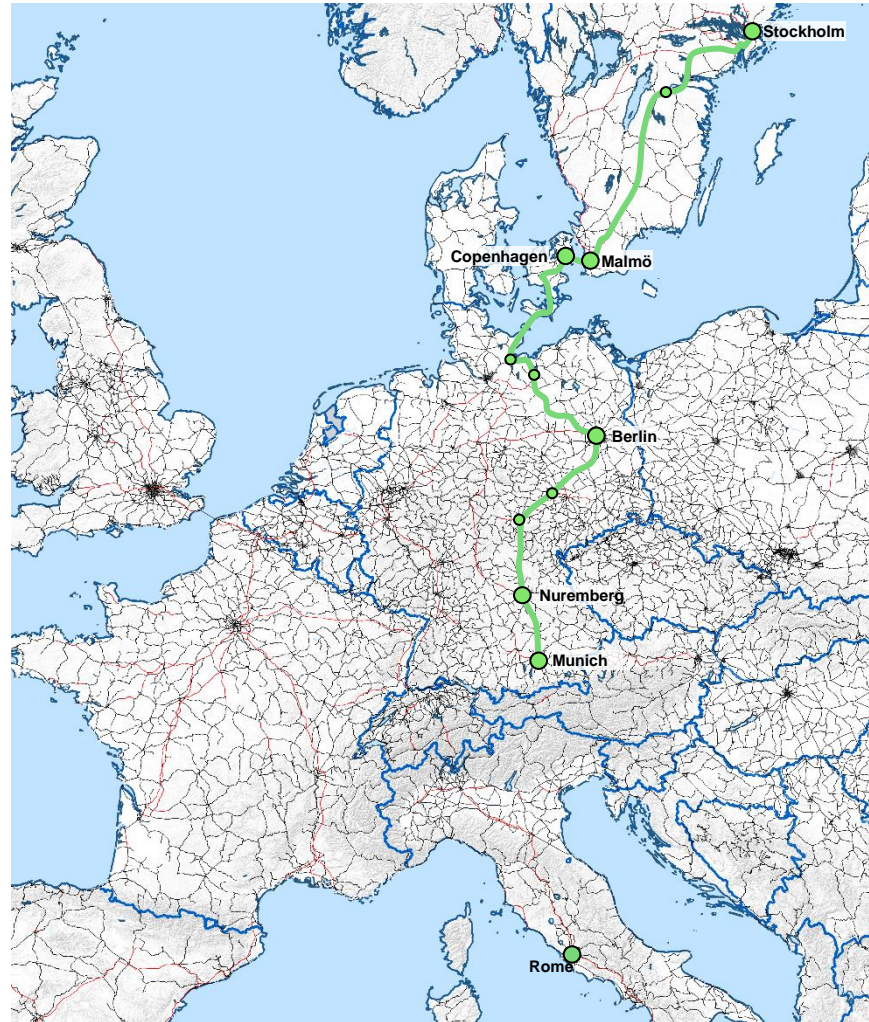 Stockholm
Copenhagen
Malmö
Berlin
Nuremberg
Munich
Rome